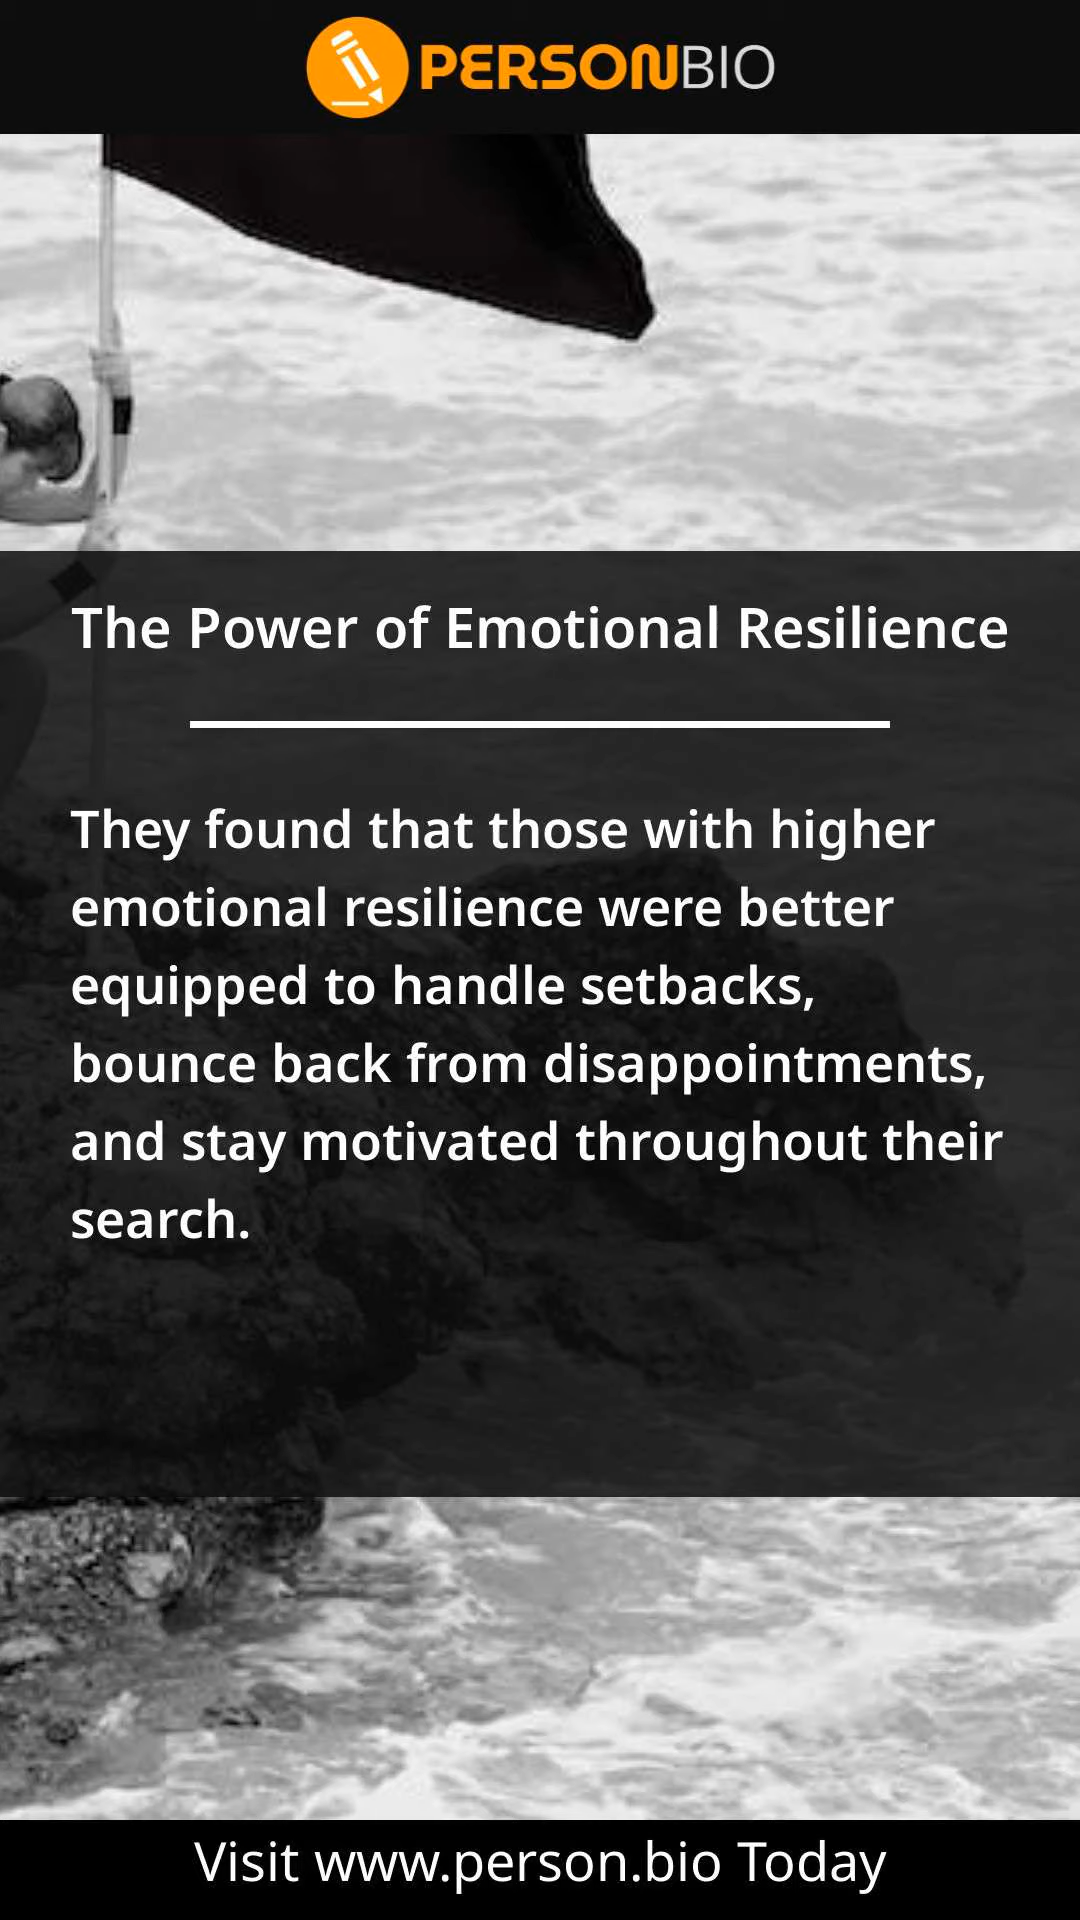 PERSONBIO
The Power of Emotional Resilience
They found that those with higher
emotional resilience were better
equipped to handle setbacks,
bounce back from disappointments,
and stay motivated throughout their
search.
Visit www.person.bio Today